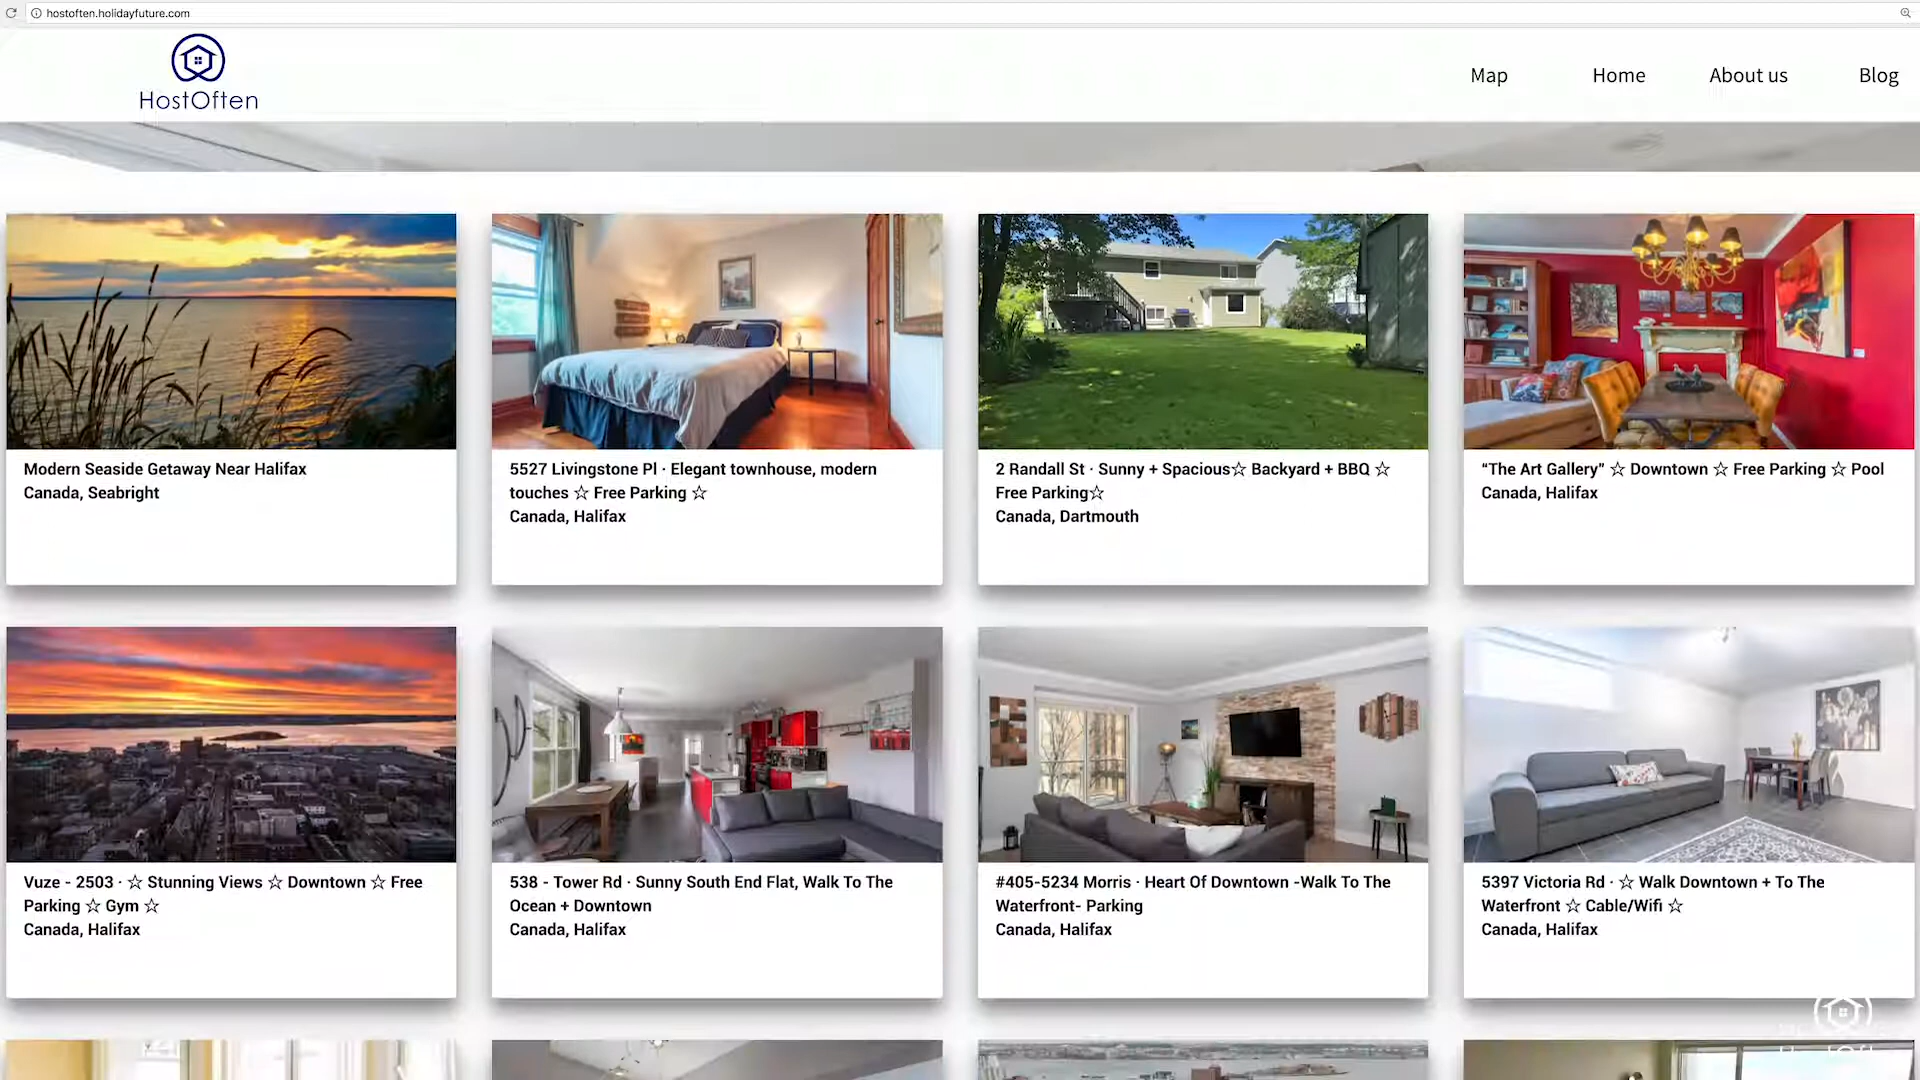 hostoften.holidayfuture.com
HostOften
Map
Home
About us
Blog
Modern Seaside Getaway Near Halifax
Canada, Seabright
5527 Livingstone Pl · Elegant townhouse, modern
touches ☆ Free Parking ☆
Canada, Halifax
2 Randall St · Sunny + Spacious☆ Backyard + BBQ ☆
Free Parking☆
Canada, Dartmouth
“The Art Gallery” ☆ Downtown ☆ Free Parking ☆ Pool
Canada, Halifax
Vuze - 2503 · ☆ Stunning Views ☆ Downtown ☆ Free
Parking ☆ Gym ☆
Canada, Halifax
538 - Tower Rd · Sunny South End Flat, Walk To The
Ocean + Downtown
Canada, Halifax
#405-5234 Morris · Heart Of Downtown -Walk To The
Waterfront- Parking
Canada, Halifax
5397 Victoria Rd · ☆ Walk Downtown + To The
Waterfront ☆ Cable/Wifi ☆
Canada, Halifax